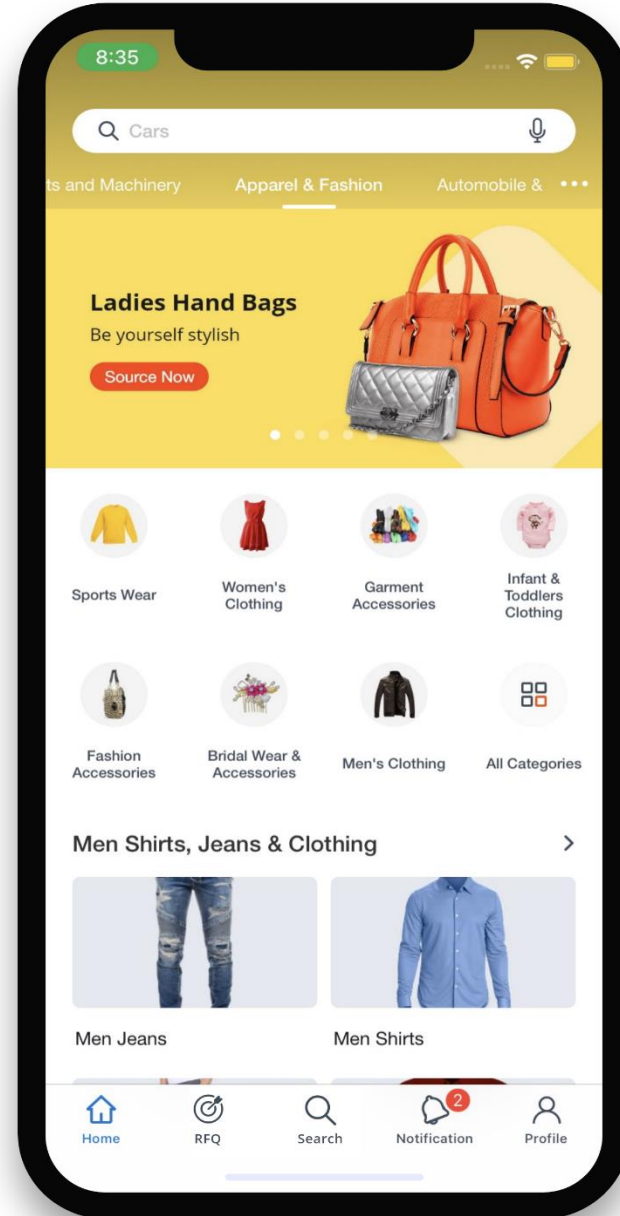 8:35
Cars
ts and Machinery
Apparel & Fashion
Automobile &
Ladies Hand Bags
Be yourself stylish
Source Now
Sports Wear
Women's
Clothing
Garment
Accessories
Infant &
Toddlers
Clothing
Fashion
Accessories
Bridal Wear &
Accessories
Men's Clothing
All Categories
Men Shirts, Jeans & Clothing
Men Jeans
Men Shirts
2
Home
RFQ
Search
Notification
Profile